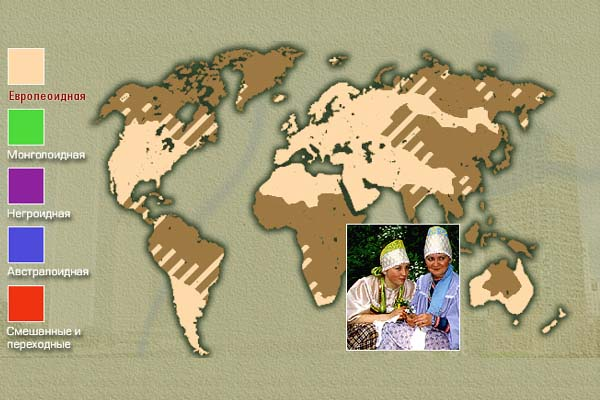 Европеоидная
Монголоидная
Негроидная
Австралоидная
Смешанные и
переходные